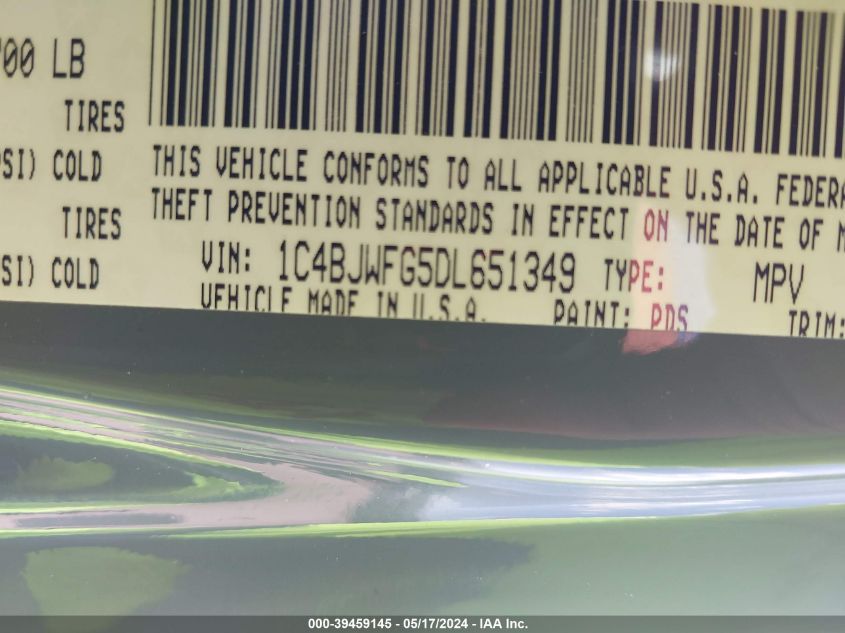 700 LB
TIRES
SI) COLD
THIS VEHICLE CONFORMS TO ALL APPLICABLE U.S.A. FEDERA
THEFT PREVENTION STANDARDS IN EFFECT ON THE DATE OF M
TIRES
VIN: 1C4BJWFG5DL651349 TYPE: MPV
SI) COLD
VEHICLE MADE IN U.S.A. PAINT: PDS TRIM:
000-39459145 - 05/17/2024 - IAA Inc.